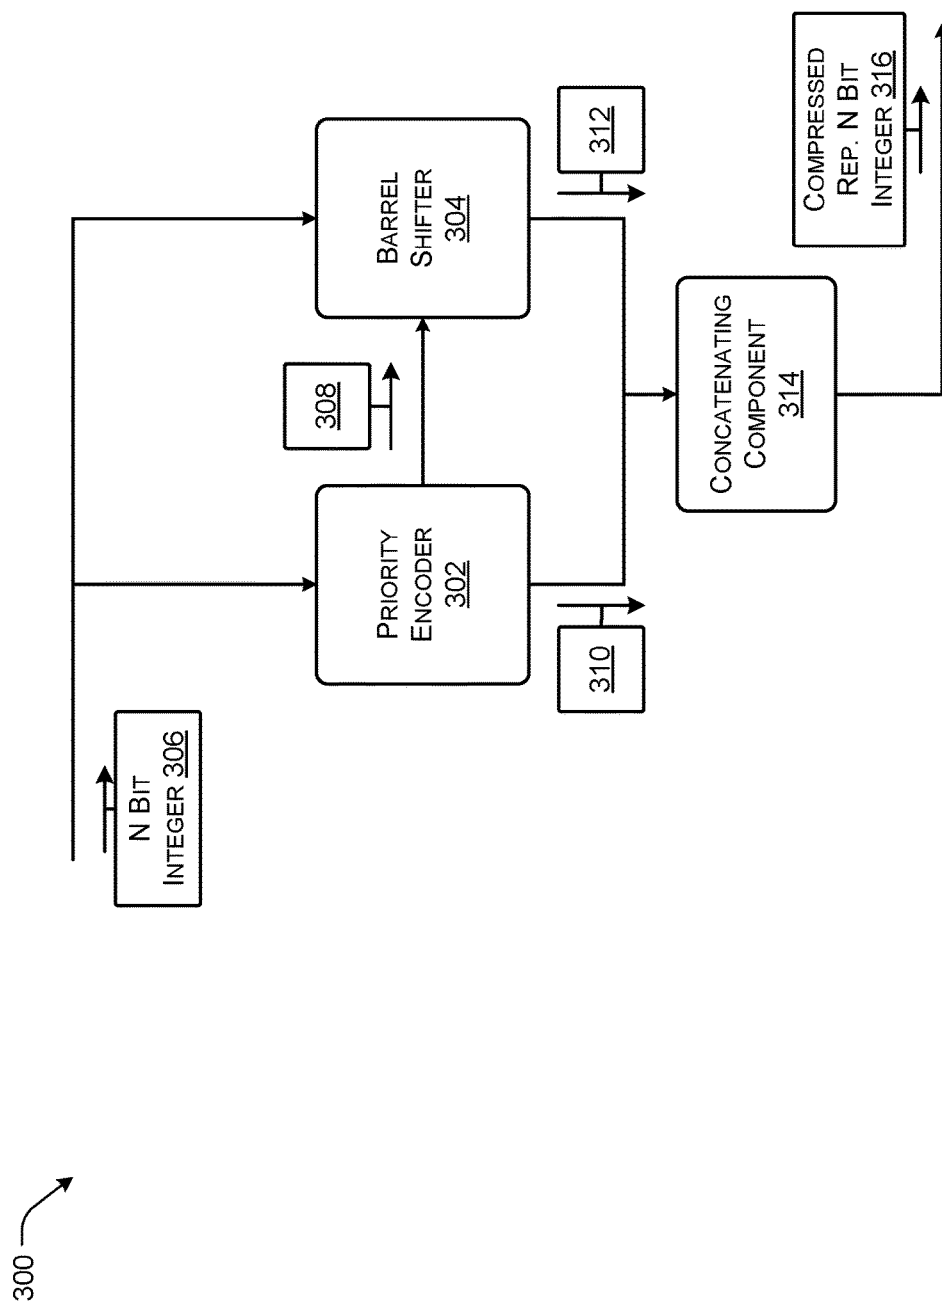 300
N BIT
INTEGER 306
PRIORITY
ENCODER
302
308
BARREL
SHIFTER
304
310
312
CONCATENATING
COMPONENT
314
COMPRESSED
REP. N BIT
INTEGER 316